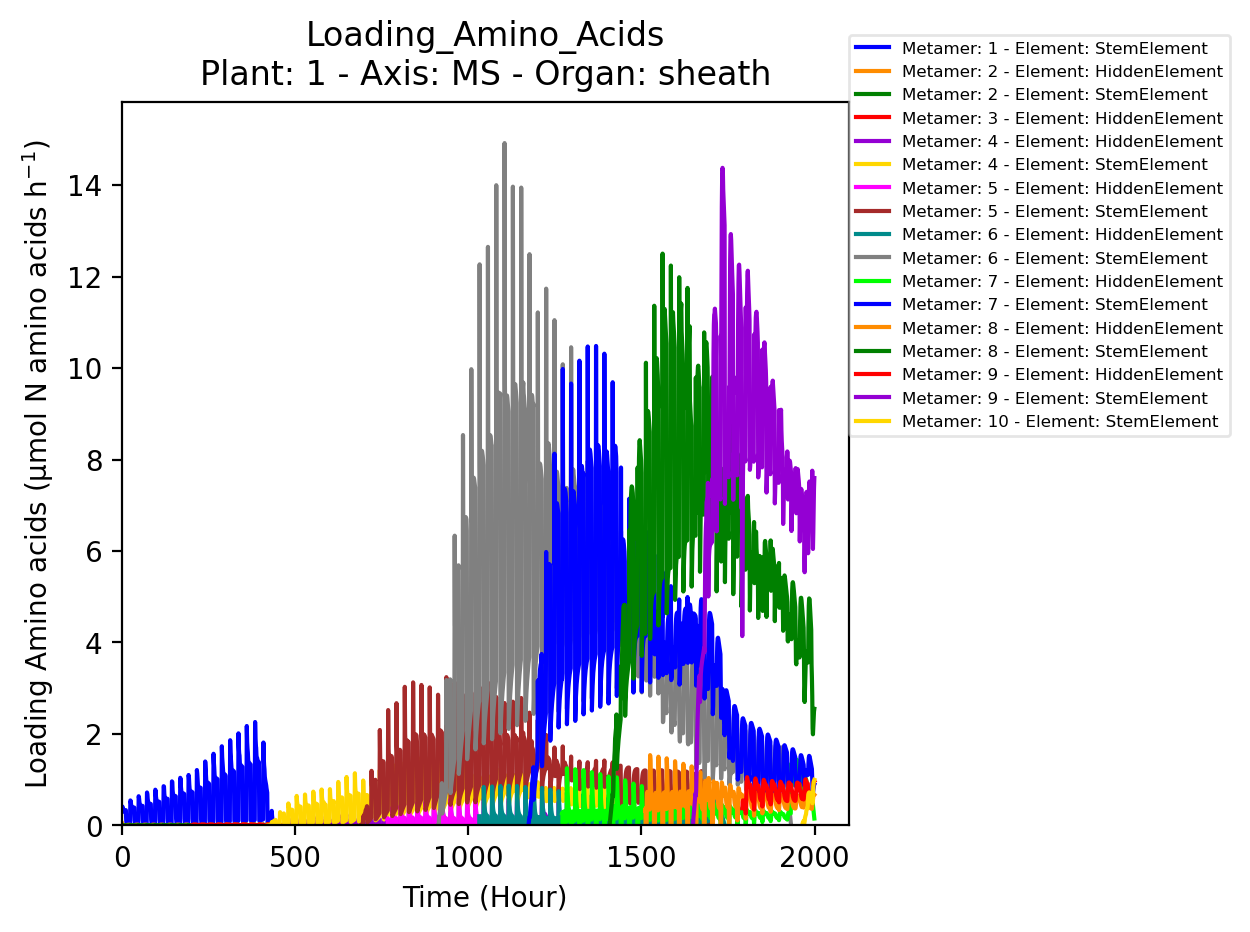 Loading_Amino_Acids
Plant: 1 - Axis: MS - Organ: sheath
Loading Amino acids (µmol N amino acids h⁻¹)
14
12
10
8
6
4
2
0
0 500 1000 1500 2000
Time (Hour)
Metamer: 1 - Element: StemElement
Metamer: 2 - Element: HiddenElement
Metamer: 2 - Element: StemElement
Metamer: 3 - Element: HiddenElement
Metamer: 4 - Element: HiddenElement
Metamer: 4 - Element: StemElement
Metamer: 5 - Element: HiddenElement
Metamer: 5 - Element: StemElement
Metamer: 6 - Element: HiddenElement
Metamer: 6 - Element: StemElement
Metamer: 7 - Element: HiddenElement
Metamer: 7 - Element: StemElement
Metamer: 8 - Element: HiddenElement
Metamer: 8 - Element: StemElement
Metamer: 9 - Element: HiddenElement
Metamer: 9 - Element: StemElement
Metamer: 10 - Element: StemElement